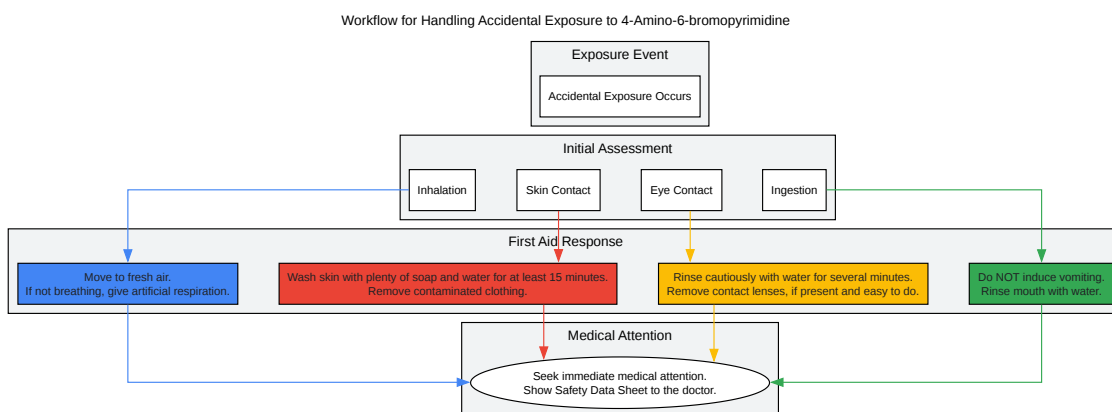 Workflow for Handling Accidental Exposure to 4-Amino-6-bromopyrimidine
Exposure Event
Accidental Exposure Occurs
Initial Assessment
Inhalation
Skin Contact
Eye Contact
Ingestion
First Aid Response
Move to fresh air.
If not breathing, give artificial respiration.
Wash skin with plenty of soap and water for at least 15 minutes.
Remove contaminated clothing.
Rinse cautiously with water for several minutes.
Remove contact lenses, if present and easy to do.
Do NOT induce vomiting.
Rinse mouth with water.
Medical Attention
Seek immediate medical attention.
Show Safety Data Sheet to the doctor.